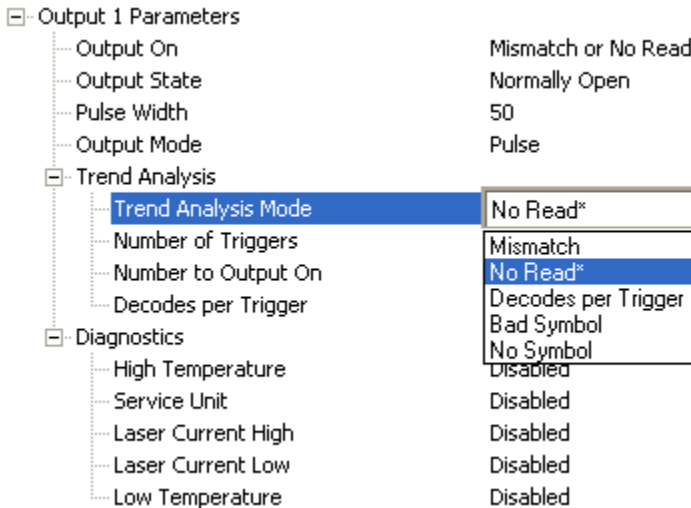 Output 1 Parameters
Output On Mismatch or No Read
Output State Normally Open
Pulse Width 50
Output Mode Pulse
Trend Analysis
Trend Analysis Mode No Read*
Number of Triggers Mismatch
Number to Output On No Read*
Decodes per Trigger Decodes per Trigger
Bad Symbol
Diagnostics No Symbol
High Temperature Disabled
Service Unit Disabled
Laser Current High Disabled
Laser Current Low Disabled
Low Temperature Disabled